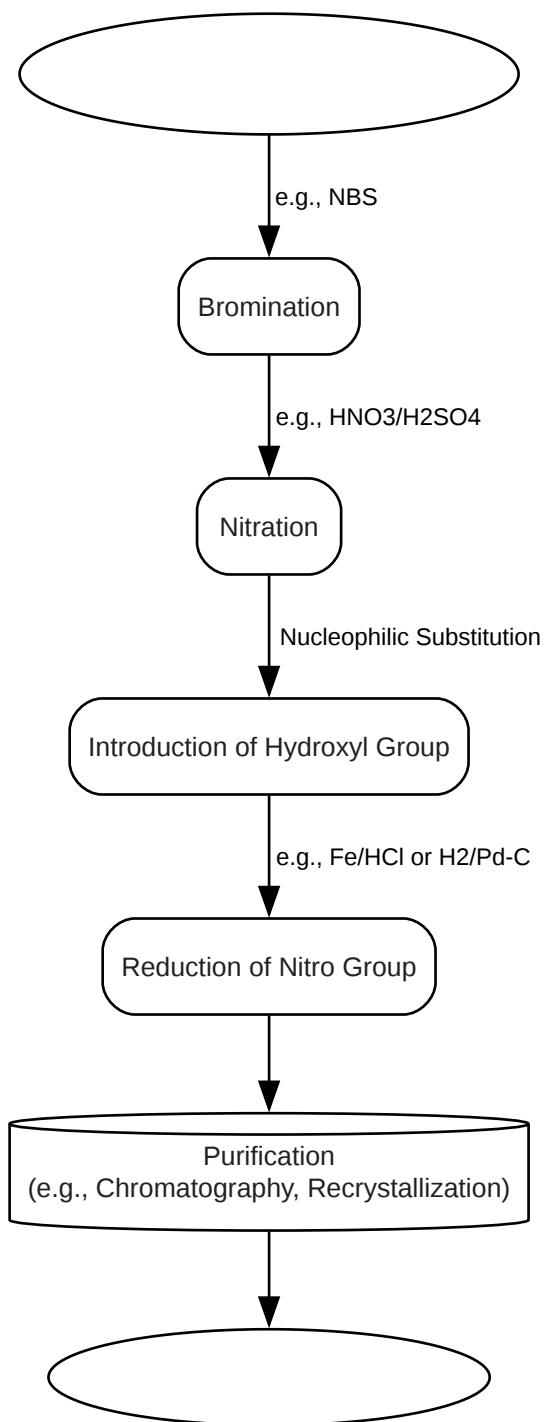 e.g., NBS
Bromination
e.g., HNO3/H2SO4
Nitration
Nucleophilic Substitution
Introduction of Hydroxyl Group
e.g., Fe/HCl or H2/Pd-C
Reduction of Nitro Group
Purification
(e.g., Chromatography, Recrystallization)